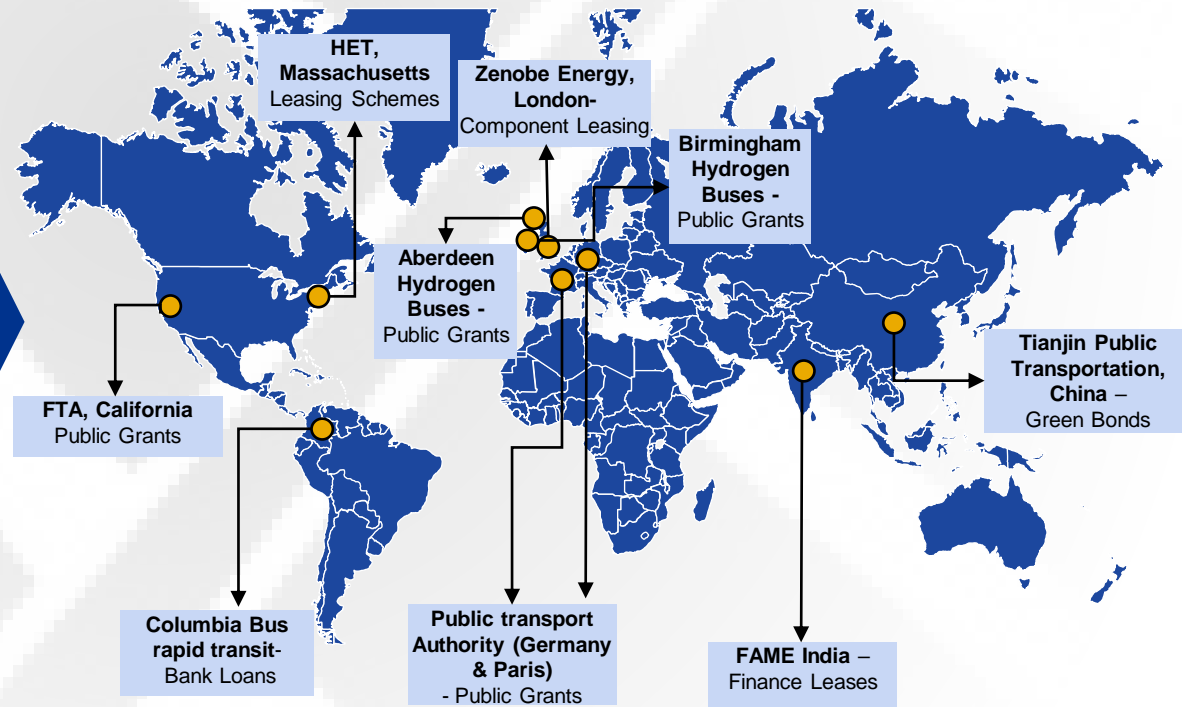 HET,
Massachusetts
Leasing Schemes
Zenobe Energy,
London-
Component Leasing
Birmingham
Hydrogen
Buses -
Public Grants
Aberdeen
Hydrogen
Buses -
Public Grants
Tianjin Public
Transportation,
China –
Green Bonds
FTA, California
Public Grants
Columbia Bus
rapid transit-
Bank Loans
Public transport
Authority (Germany
& Paris)
- Public Grants
FAME India –
Finance Leases